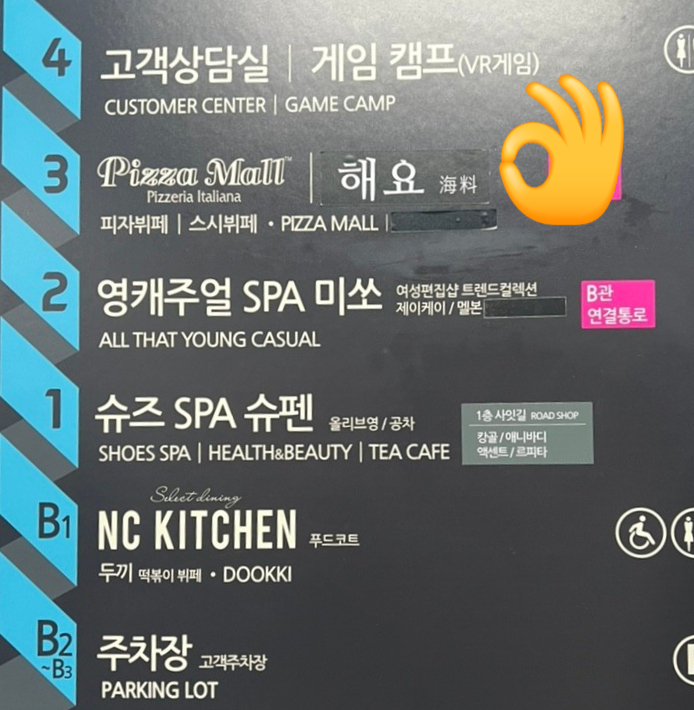 4 고객상담실 | 게임 캠프(VR게임)
CUSTOMER CENTER | GAME CAMP
3 Pizza Mall™ | 해요 海料
Pizzeria Italiana
피자뷔페 | 스시뷔페 • PIZZA MALL |
2 영캐주얼 SPA 미쏘 여성편집샵 트렌드컬렉션
제이케이 / 멜본
B관
연결통로
ALL THAT YOUNG CASUAL
1 슈즈 SPA 슈펜 올리브영 / 공차
SHOES SPA | HEALTH&BEAUTY | TEA CAFE
1층 사잇길 ROAD SHOP
캉골 / 애니바디
액센트 / 르피타
B1 Select dining
NC KITCHEN 푸드코트
두끼 떡볶이 뷔페 • DOOKKI
B2
~B3
주차장 고객주차장
PARKING LOT